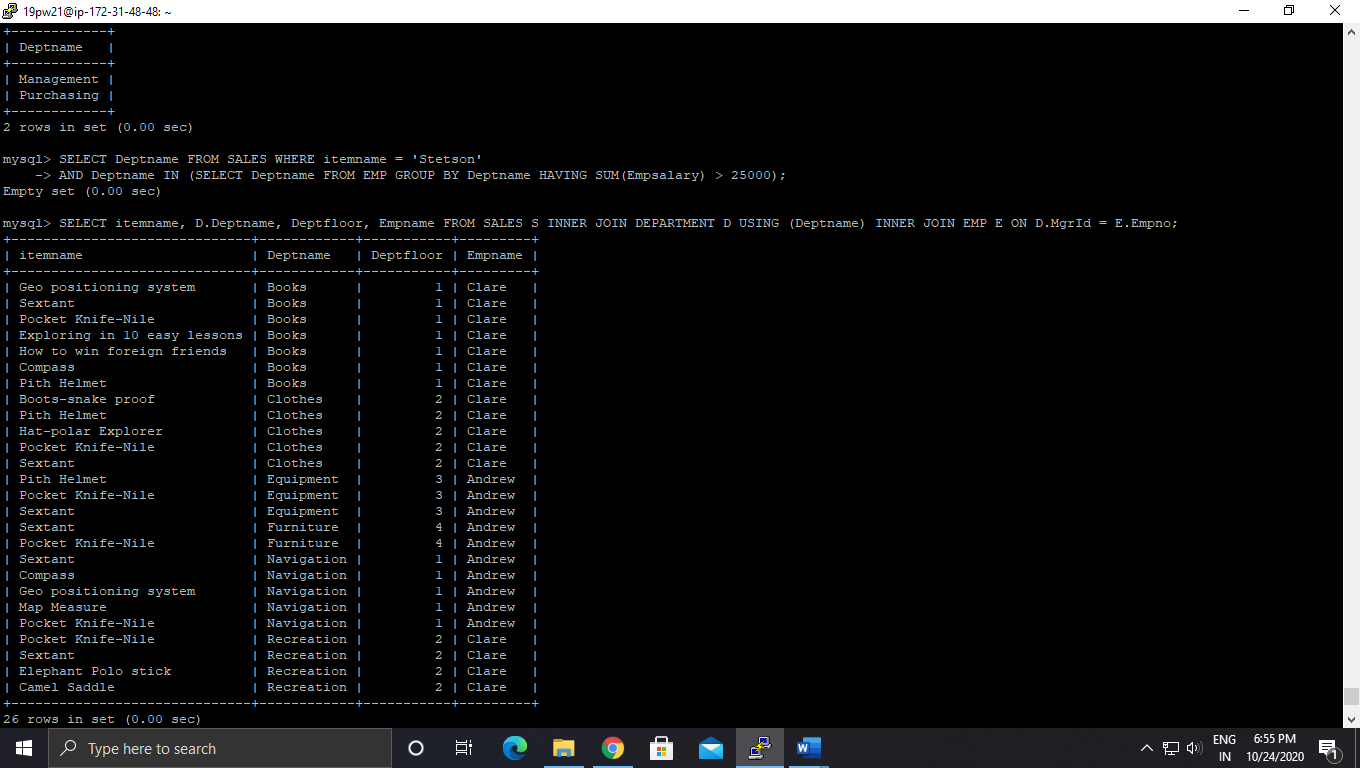 19pw21@ip-172-31-48-48: ~
+------------+
| Deptname   |
+------------+
| Management |
| Purchasing |
+------------+
2 rows in set (0.00 sec)
mysql> SELECT Deptname FROM SALES WHERE itemname = 'Stetson'
    -> AND Deptname IN (SELECT Deptname FROM EMP GROUP BY Deptname HAVING SUM(Empsalary) > 25000);
Empty set (0.00 sec)
mysql> SELECT itemname, D.Deptname, Deptfloor, Empname FROM SALES S INNER JOIN DEPARTMENT D USING (Deptname) INNER JOIN EMP E ON D.MgrId = E.Empno;
+------------------------------+------------+-----------+---------+
| itemname                     | Deptname   | Deptfloor | Empname |
+------------------------------+------------+-----------+---------+
| Geo positioning system       | Books      |         1 | Clare   |
| Sextant                      | Books      |         1 | Clare   |
| Pocket Knife-Nile            | Books      |         1 | Clare   |
| Exploring in 10 easy lessons | Books      |         1 | Clare   |
| How to win foreign friends   | Books      |         1 | Clare   |
| Compass                      | Books      |         1 | Clare   |
| Pith Helmet                  | Books      |         1 | Clare   |
| Boots-snake proof            | Clothes    |         2 | Clare   |
| Pith Helmet                  | Clothes    |         2 | Clare   |
| Hat-polar Explorer           | Clothes    |         2 | Clare   |
| Pocket Knife-Nile            | Clothes    |         2 | Clare   |
| Sextant                      | Clothes    |         2 | Clare   |
| Pith Helmet                  | Equipment  |         3 | Andrew  |
| Pocket Knife-Nile            | Equipment  |         3 | Andrew  |
| Sextant                      | Equipment  |         3 | Andrew  |
| Sextant                      | Furniture  |         4 | Andrew  |
| Pocket Knife-Nile            | Furniture  |         4 | Andrew  |
| Sextant                      | Navigation |         1 | Andrew  |
| Compass                      | Navigation |         1 | Andrew  |
| Geo positioning system       | Navigation |         1 | Andrew  |
| Map Measure                  | Navigation |         1 | Andrew  |
| Pocket Knife-Nile            | Navigation |         1 | Andrew  |
| Pocket Knife-Nile            | Recreation |         2 | Clare   |
| Sextant                      | Recreation |         2 | Clare   |
| Elephant Polo stick          | Recreation |         2 | Clare   |
| Camel Saddle                 | Recreation |         2 | Clare   |
+------------------------------+------------+-----------+---------+
26 rows in set (0.00 sec)
Type here to search
ENG
IN
6:55 PM
10/24/2020
1